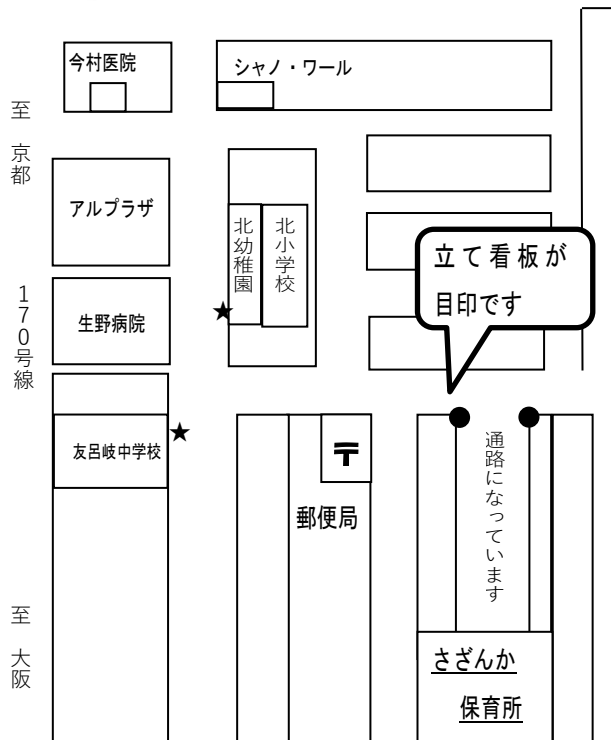 今村医院
シャノ・ワール
至 京都
アルプラザ
北幼稚園
北小学校
立て看板が
目印です
170号線
生野病院
★
友呂岐中学校
★
〒
郵便局
通路になっています
至 大阪
さざんか
保育所